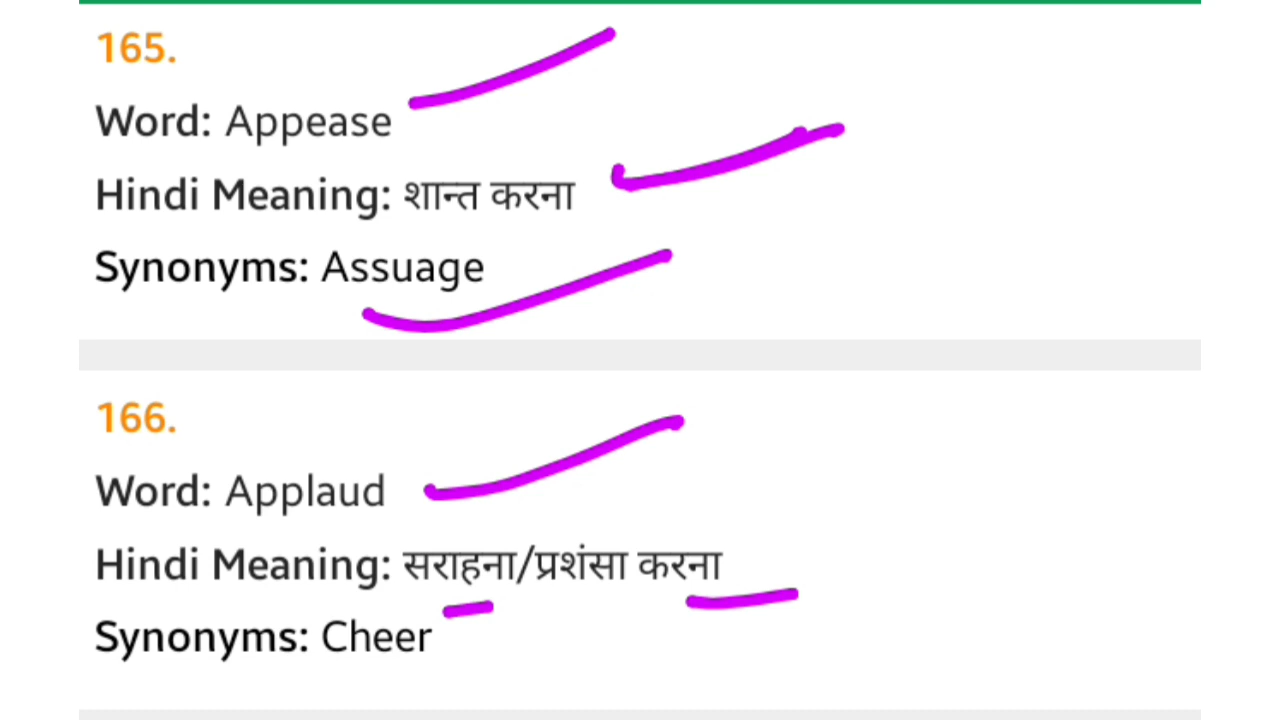 165.
Word: Appease
Hindi Meaning: शान्त करना
Synonyms: Assuage
166.
Word: Applaud
Hindi Meaning: सराहना/प्रशंसा करना
Synonyms: Cheer